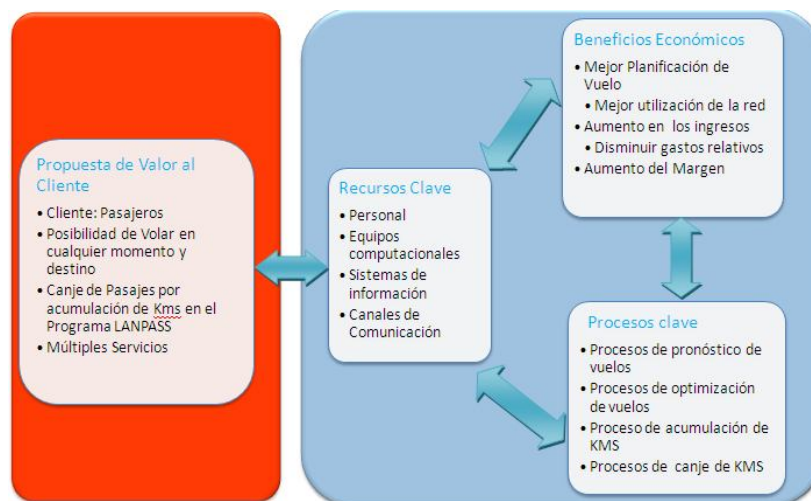 Propuesta de Valor al
Cliente
• Cliente: Pasajeros
• Posibilidad de Volar en
cualquier momento y
destino
• Canje de Pasajes por
acumulación de Kms en el
Programa LANPASS
• Múltiples Servicios
Recursos Clave
• Personal
• Equipos
computacionales
• Sistemas de
información
• Canales de
Comunicación
Beneficios Económicos
• Mejor Planificación de
Vuelo
• Mejor utilización de la red
• Aumento en los ingresos
• Disminuir gastos relativos
• Aumento del Margen
Procesos clave
• Procesos de pronóstico de
vuelos
• Procesos de optimización
de vuelos
• Proceso de acumulación de
KMS
• Procesos de canje de KMS